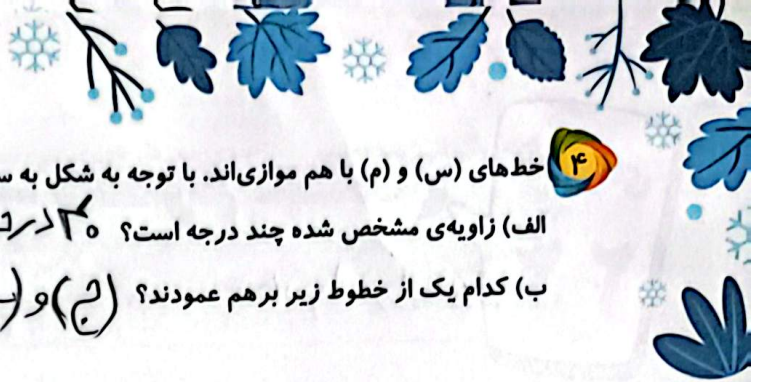 ۴ خط‌های (س) و (م) با هم موازی‌اند. با توجه به شکل به
الف) زاویه‌ی مشخص شده چند درجه است؟ ۳۰
ب) کدام یک از خطوط زیر برهم عمودند؟ (ج) و